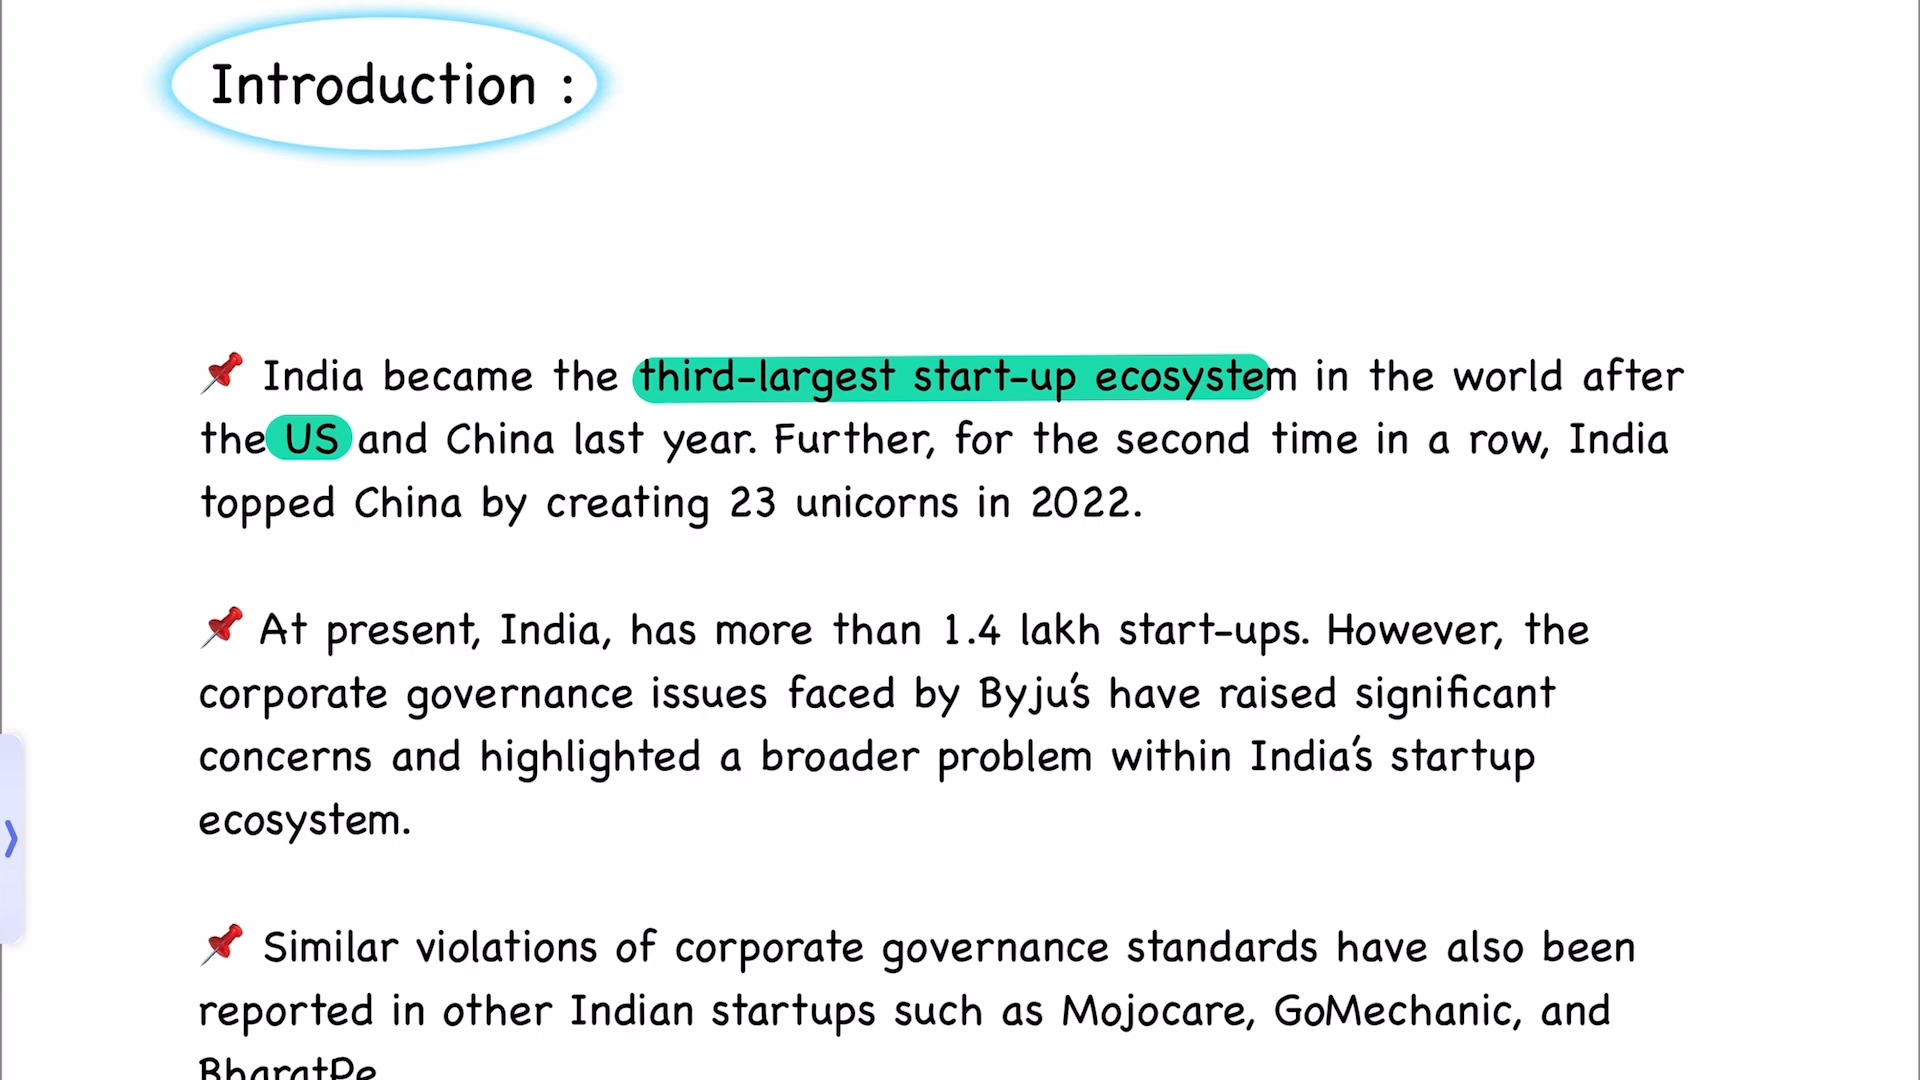 Introduction :
📌 India became the third-largest start-up ecosystem in the world after
the US and China last year. Further, for the second time in a row, India
topped China by creating 23 unicorns in 2022.
📌 At present, India, has more than 1.4 lakh start-ups. However, the
corporate governance issues faced by Byju's have raised significant
concerns and highlighted a broader problem within India's startup
ecosystem.
📌 Similar violations of corporate governance standards have also been
reported in other Indian startups such as Mojocare, GoMechanic, and
BharatPe